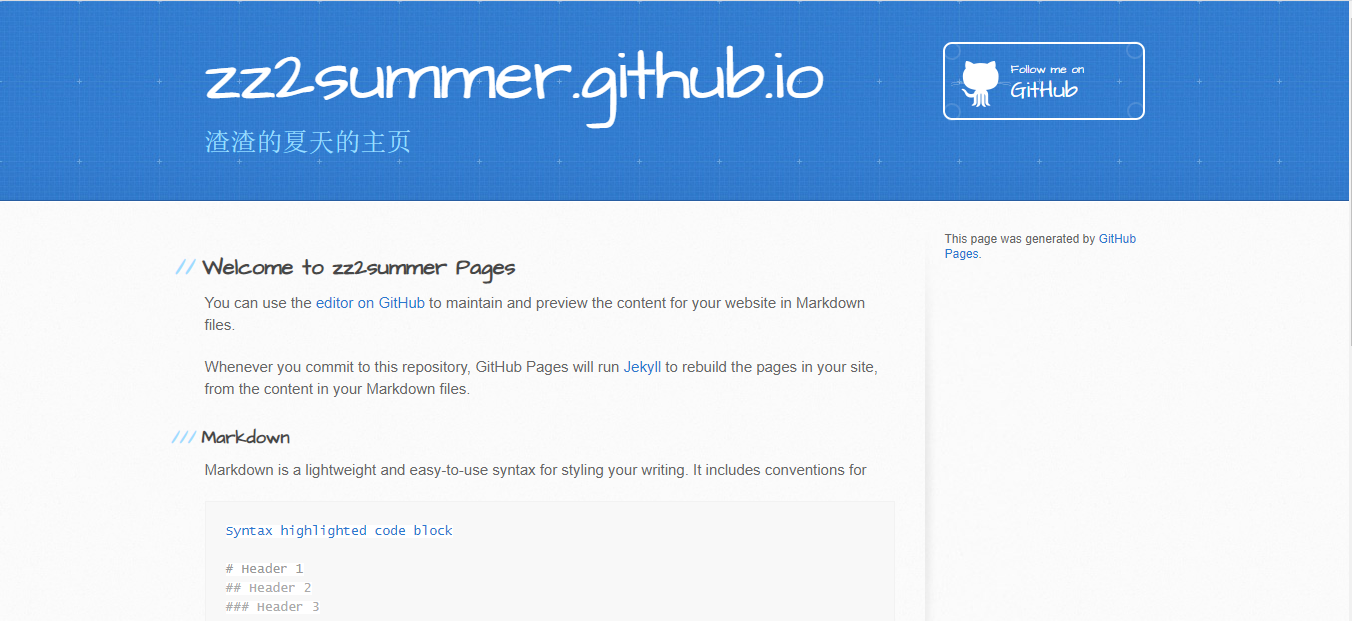 zz2summer.github.io
渣渣的夏天的主页
Follow me on
GitHub
This page was generated by GitHub
Pages.
// Welcome to zz2summer Pages
You can use the editor on GitHub to maintain and preview the content for your website in Markdown
files.
Whenever you commit to this repository, GitHub Pages will run Jekyll to rebuild the pages in your site,
from the content in your Markdown files.
/// Markdown
Markdown is a lightweight and easy-to-use syntax for styling your writing. It includes conventions for
Syntax highlighted code block
# Header 1
## Header 2
### Header 3